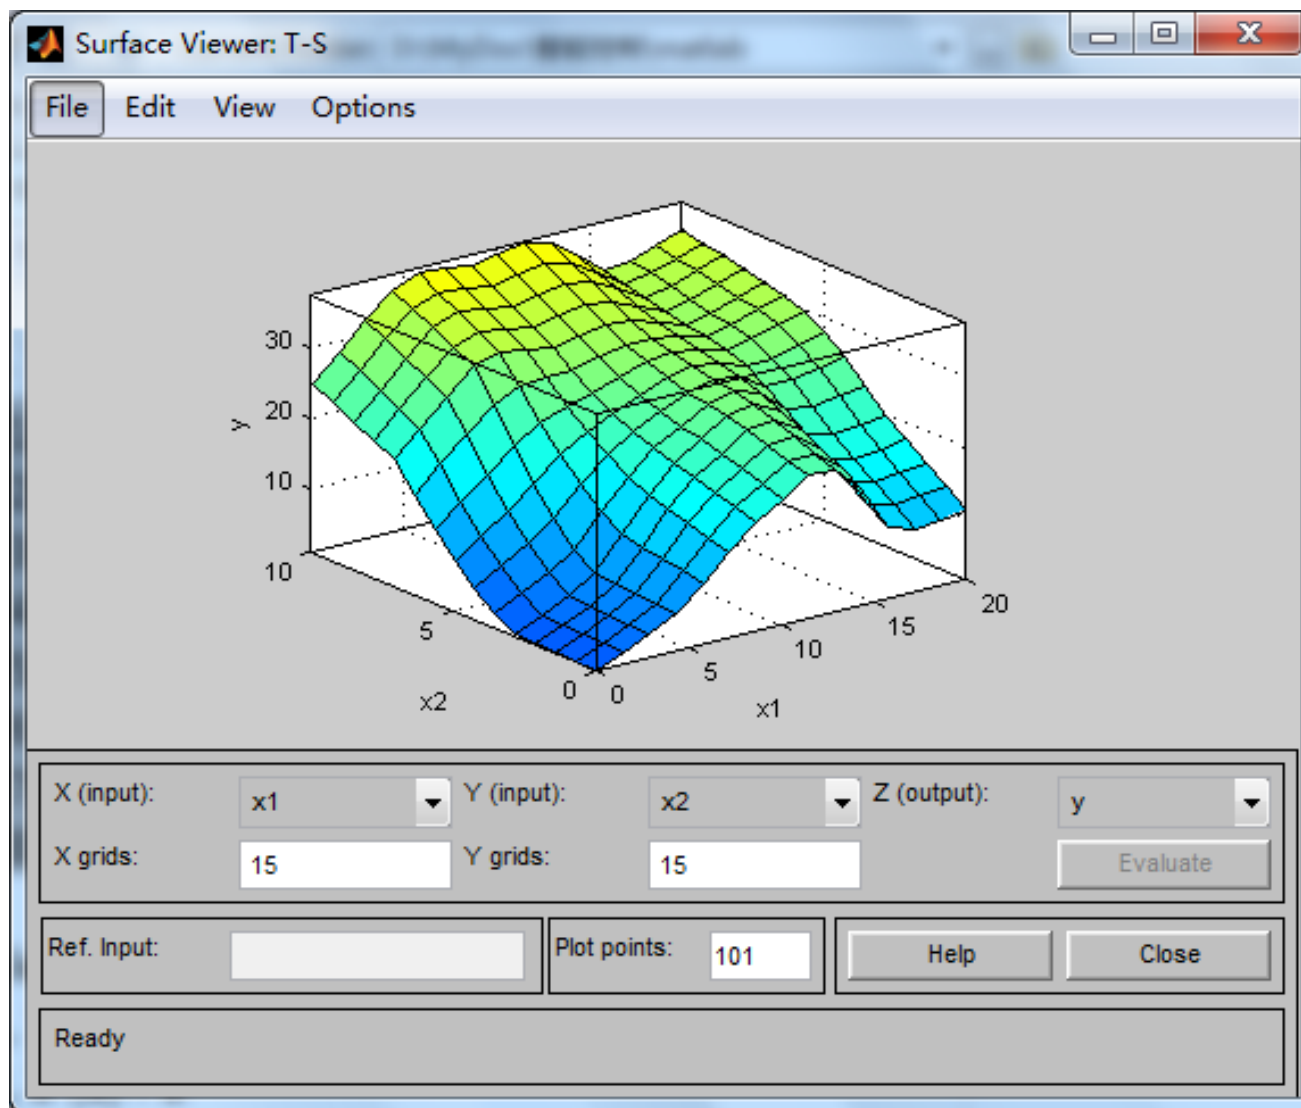 Surface Viewer: T-S
File Edit View Options
30
20
10
y
10
5
0
x2
0
5
10
15
20
x1
X (input): x1 Y (input): x2 Z (output): y
X grids: 15 Y grids: 15 Evaluate
Ref. Input: Plot points: 101 Help Close
Ready